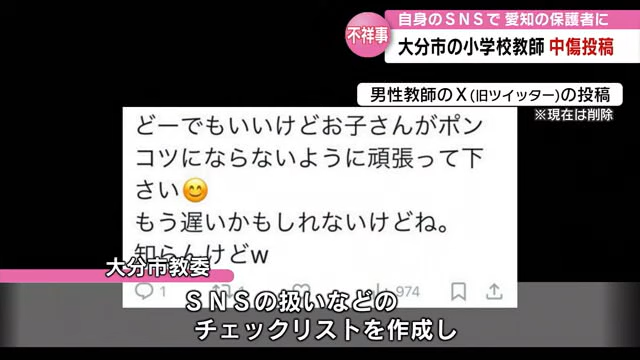 自身のSNSで 愛知の保護者に
不祥事
大分市の小学校教師 中傷投稿
男性教師のX(旧ツイッター)の投稿
※現在は削除
どーでもいいけどお子さんがポン
コツにならないように頑張って下
さい😊
もう遅いかもしれないけどね。
知らんけどw
大分市教委
1
974
SNSの扱いなどの
チェックリストを作成し